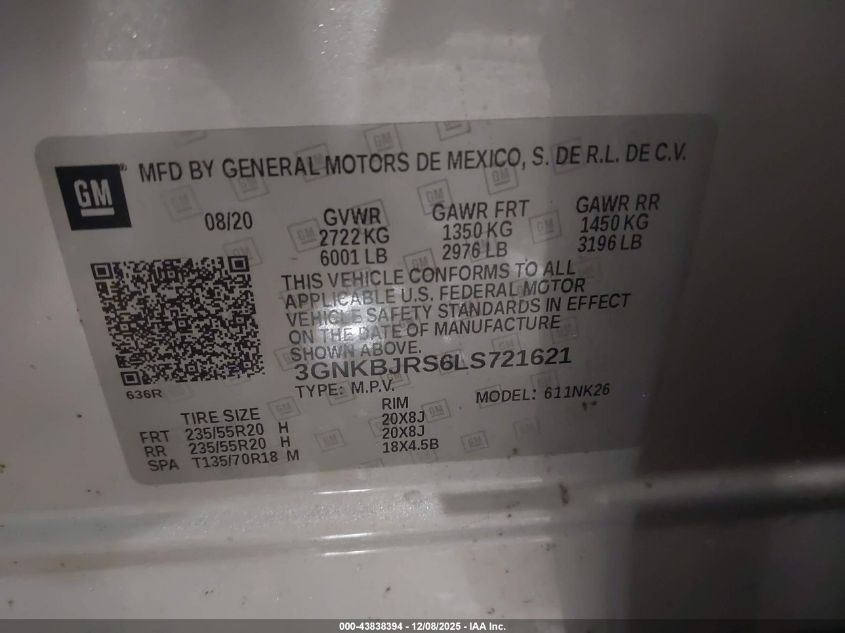 GM
MFD BY GENERAL MOTORS DE MEXICO, S. DE R.L. DE C.V.
08/20
GVWR
2722 KG
6001 LB
GAWR FRT
1350 KG
2976 LB
GAWR RR
1450 KG
3196 LB
THIS VEHICLE CONFORMS TO ALL
APPLICABLE U.S. FEDERAL MOTOR
VEHICLE SAFETY STANDARDS IN EFFECT
ON THE DATE OF MANUFACTURE
SHOWN ABOVE.
3GNKBJRS6LS721621
TYPE: M.P.V.
MODEL: 611NK26
636R
TIRE SIZE RIM
FRT 235/55R20 H 20X8J
RR 235/55R20 H 20X8J
SPA T135/70R18 M 18X4.5B
000-43838394 - 12/08/2025 - IAA Inc.